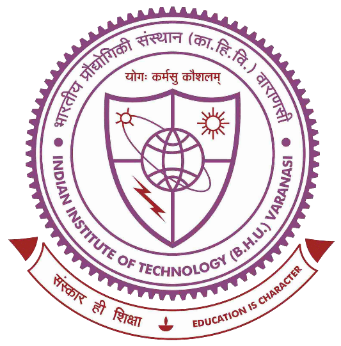 भारतीय प्रौद्योगिकी संस्थान (का.हि.वि.) वाराणसी
योगः कर्मसु कौशलम्
INDIAN INSTITUTE OF TECHNOLOGY (B.H.U.) VARANASI
संस्कार ही शिक्षा
EDUCATION IS CHARACTER